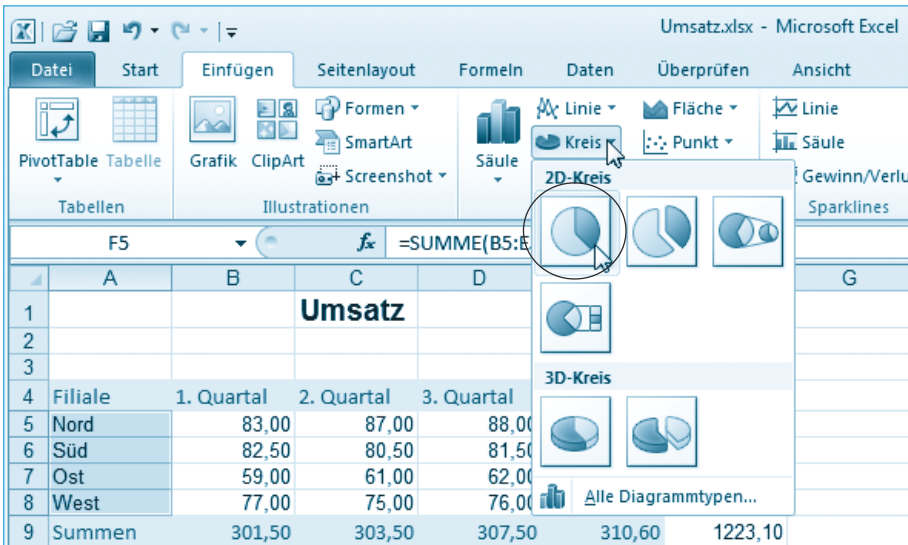 Umsatz.xlsx - Microsoft Excel
Datei Start Einfügen Seitenlayout Formeln Daten Überprüfen Ansicht
PivotTable Tabelle
Tabellen
Grafik ClipArt
Formen
SmartArt
Screenshot
Illustrationen
Säule
Linie
Kreis
Fläche
Punkt
Linie
Säule
Gewinn/Verlu
Sparklines
2D-Kreis
3D-Kreis
Alle Diagrammtypen...
F5 fx =SUMME(B5:E
A B C D G
1 Umsatz
2
3
4 Filiale 1. Quartal 2. Quartal 3. Quartal
5 Nord 83,00 87,00 88,00
6 Süd 82,50 80,50 81,50
7 Ost 59,00 61,00 62,00
8 West 77,00 75,00 76,00
9 Summen 301,50 303,50 307,50 310,60 1223,10